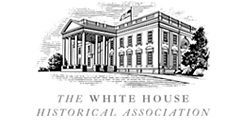 THE WHITE HOUSE
HISTORICAL ASSOCIATION